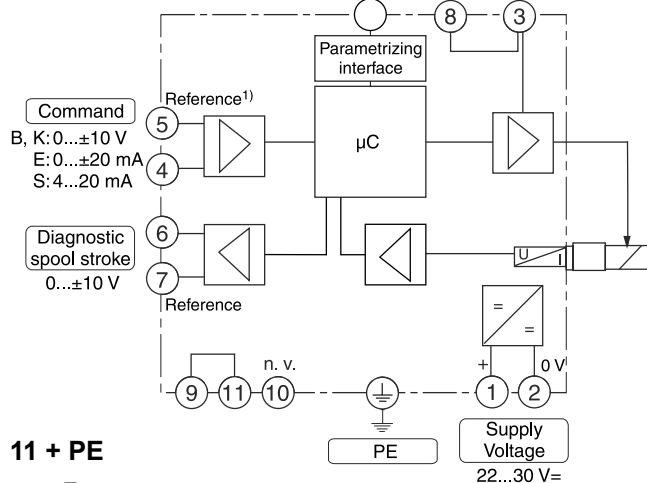 8
3
Parametrizing
interface
Reference1)
Command
5
B, K: 0...±10 V
E: 0...±20 mA
S: 4...20 mA
4
µC
6
Diagnostic
spool stroke
0...±10 V
7
Reference
U
I
=
=
+
0 V
n. v.
9
11
10
1
2
PE
Supply
Voltage
22...30 V=
11 + PE